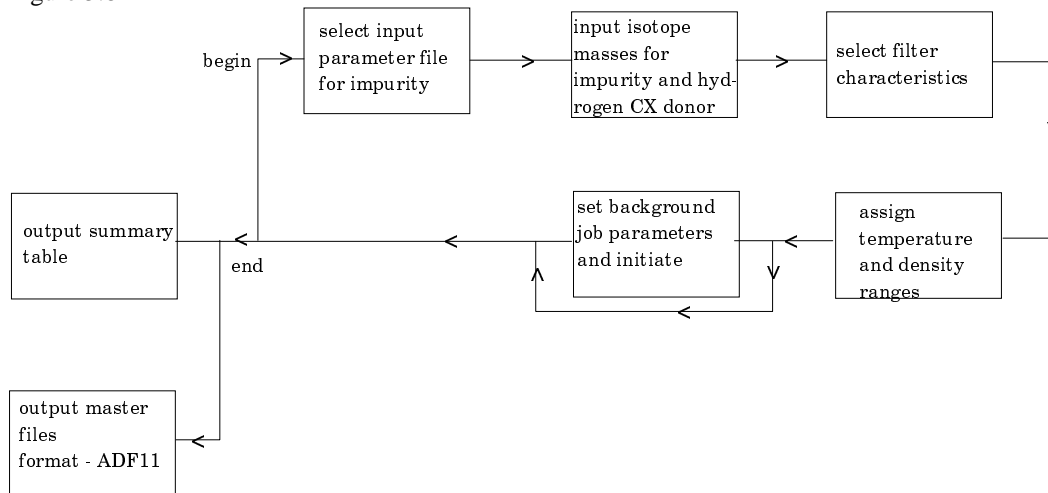 begin
select input
parameter file
for impurity
input isotope
masses for
impurity and hyd-
rogen CX donor
select filter
characteristics
output summary
table
end
set background
job parameters
and initiate
assign
temperature
and density
ranges
output master
files
format - ADF11